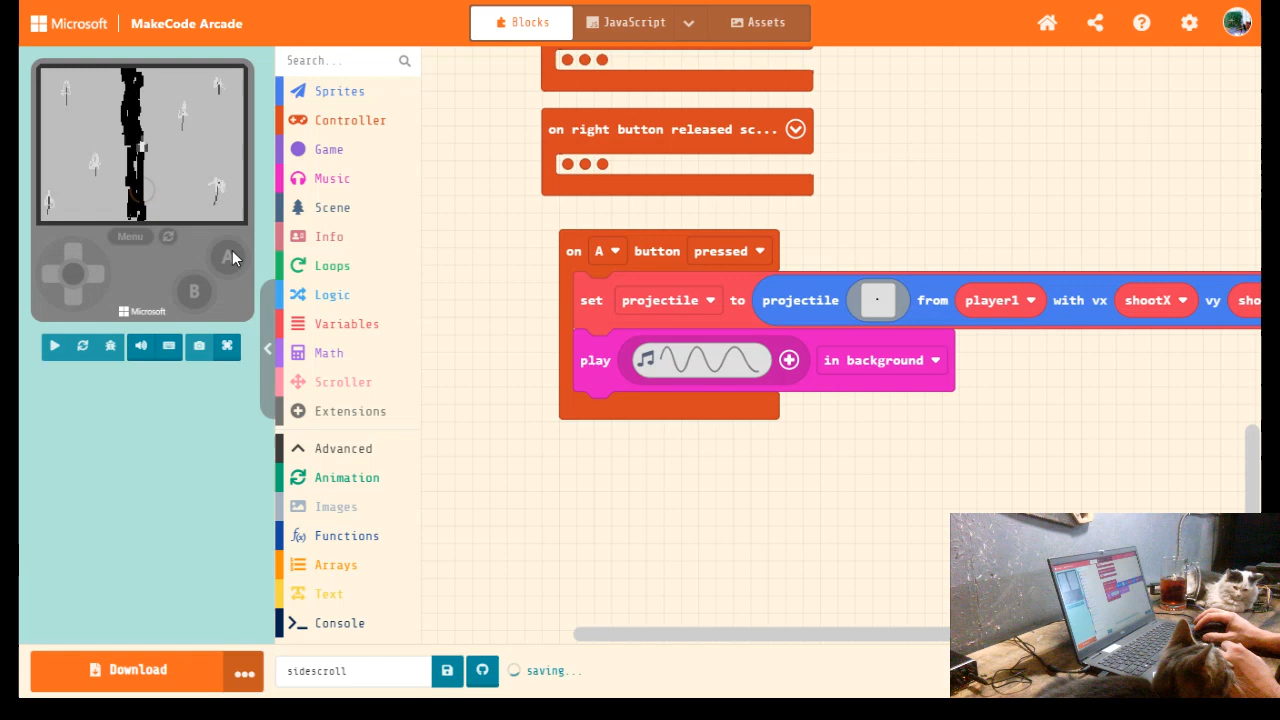 Microsoft | MakeCode Arcade
Blocks
JavaScript
Assets
Menu
A
B
Microsoft
Search...
Sprites
Controller
Game
Music
Scene
Info
Loops
Logic
Variables
Math
Scroller
Extensions
Advanced
Animation
Images
Functions
Arrays
Text
Console
on right button released sc...
on A button pressed
set projectile to projectile from player1 with vx shootX vy sho
play in background
Download
sidescroll
saving...